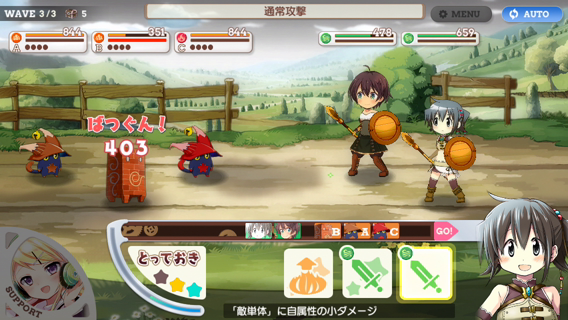 WAVE 3/3 5
通常攻撃
MENU
AUTO
844
A
351
B
844
C
478
659
ばつぐん!
403
B A C GO!
とっておき
SUPPORT
「敵単体」に自属性の小ダメージ